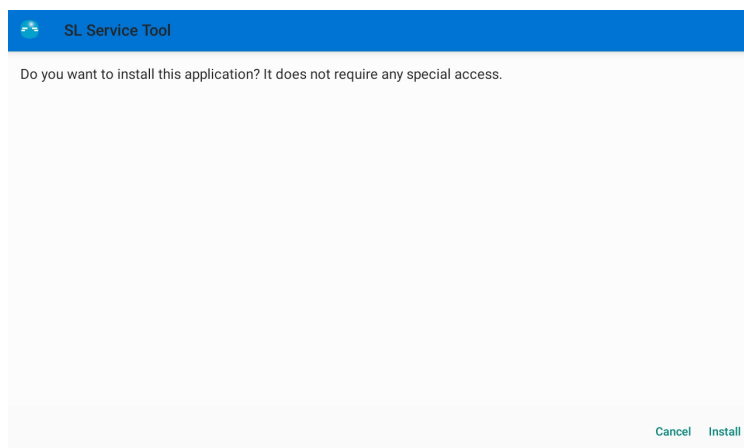 SL Service Tool
Do you want to install this application? It does not require any special access.
Cancel Install